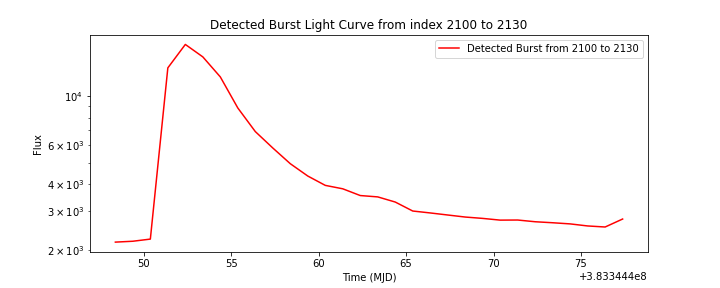 Detected Burst Light Curve from index 2100 to 2130
Detected Burst from 2100 to 2130
Flux
10⁴
6 × 10³
4 × 10³
3 × 10³
2 × 10³
50 55 60 65 70 75
Time (MJD)
+3.833444e8